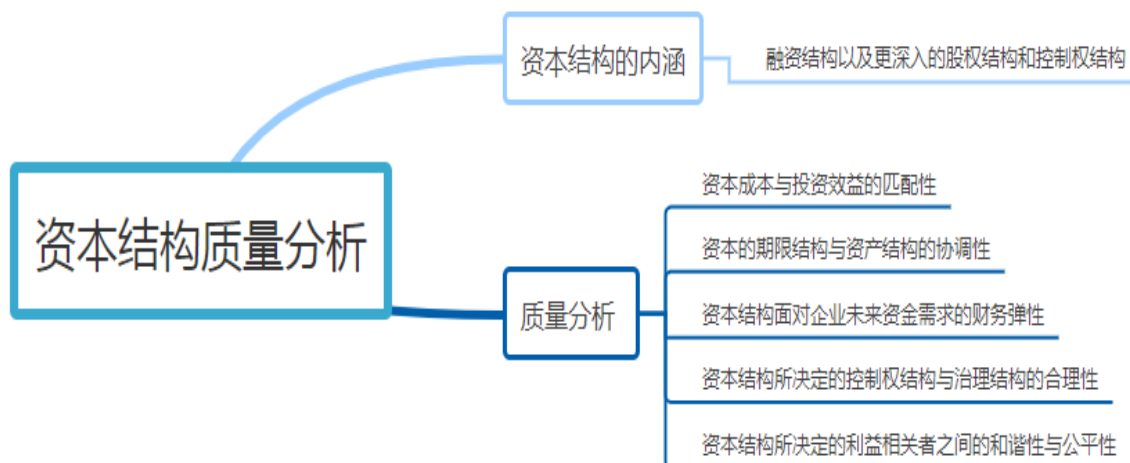 资本结构的内涵
融资结构以及更深入的股权结构和控制权结构
资本结构质量分析
质量分析
资本成本与投资效益的匹配性
资本的期限结构与资产结构的协调性
资本结构面对企业未来资金需求的财务弹性
资本结构所决定的控制权结构与治理结构的合理性
资本结构所决定的利益相关者之间的和谐性与公平性